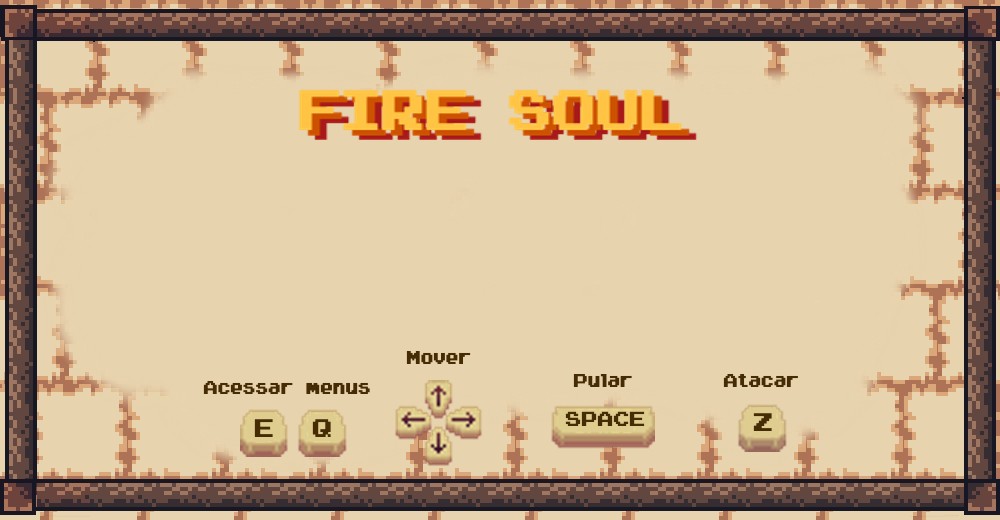 FIRE SOUL
Mover
Acessar menus
Pular
Atacar
E Q
↑
← →
↓
SPACE
Z